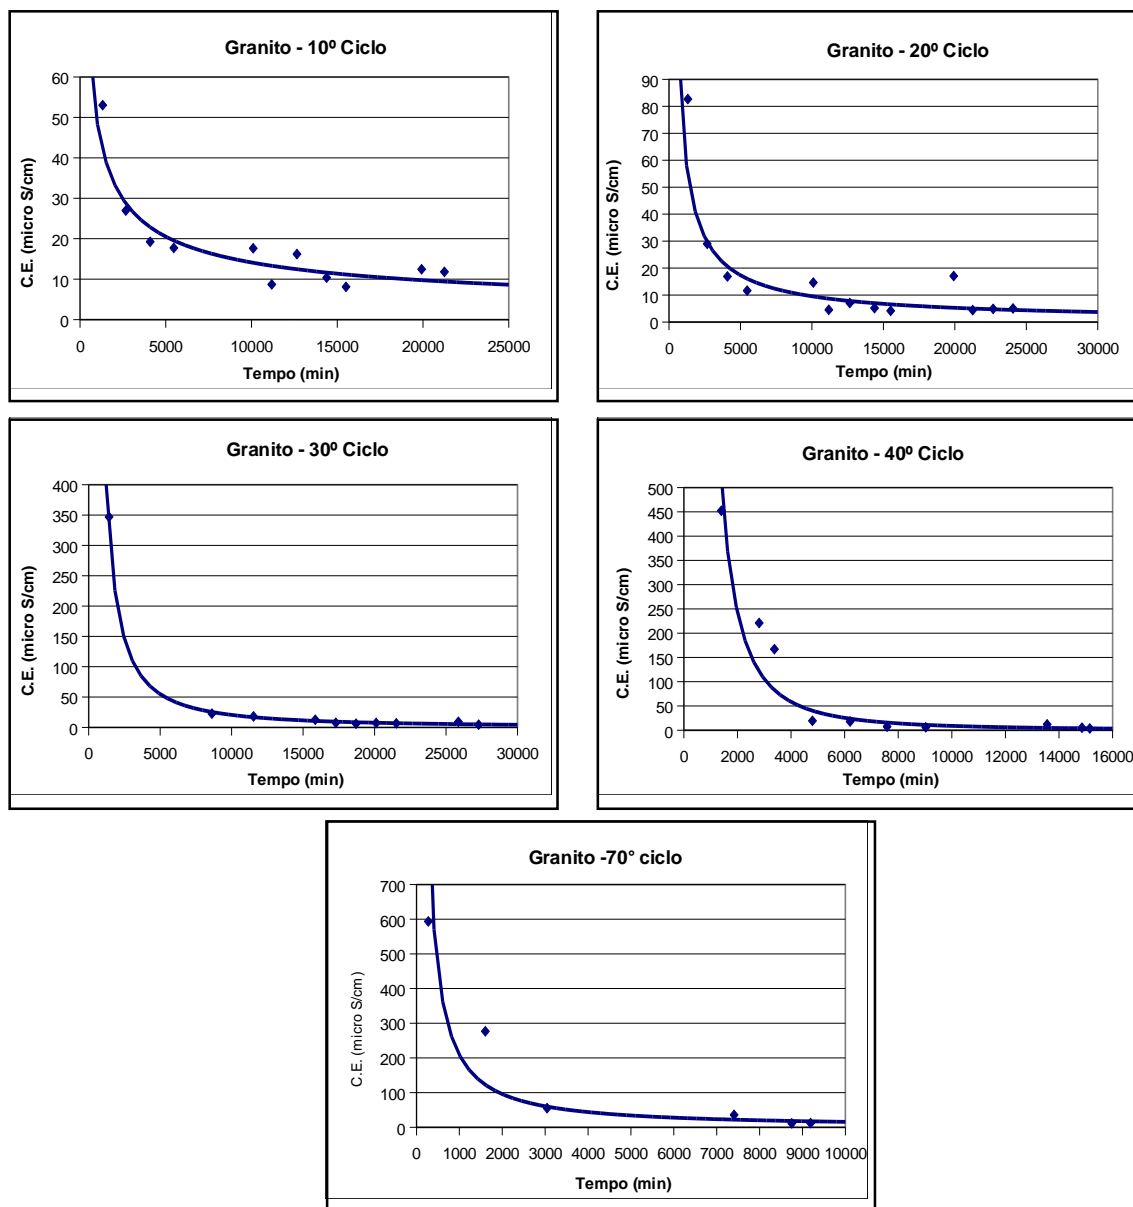 Granito - 10º Ciclo
60
50
40
30
20
10
0
C.E. (micro S/cm)
0 5000 10000 15000 20000 25000
Tempo (min)
Granito - 20º Ciclo
90
80
70
60
50
40
30
20
10
0
C.E. (micro S/cm)
0 5000 10000 15000 20000 25000 30000
Tempo (min)
Granito - 30º Ciclo
400
350
300
250
200
150
100
50
0
C.E. (micro S/cm)
0 5000 10000 15000 20000 25000 30000
Tempo (min)
Granito - 40º Ciclo
500
450
400
350
300
250
200
150
100
50
0
C.E. (micro S/cm)
0 2000 4000 6000 8000 10000 12000 14000 16000
Tempo (min)
Granito -70° ciclo
700
600
500
400
300
200
100
0
C.E. (micro S/cm)
0 1000 2000 3000 4000 5000 6000 7000 8000 9000 10000
Tempo (min)